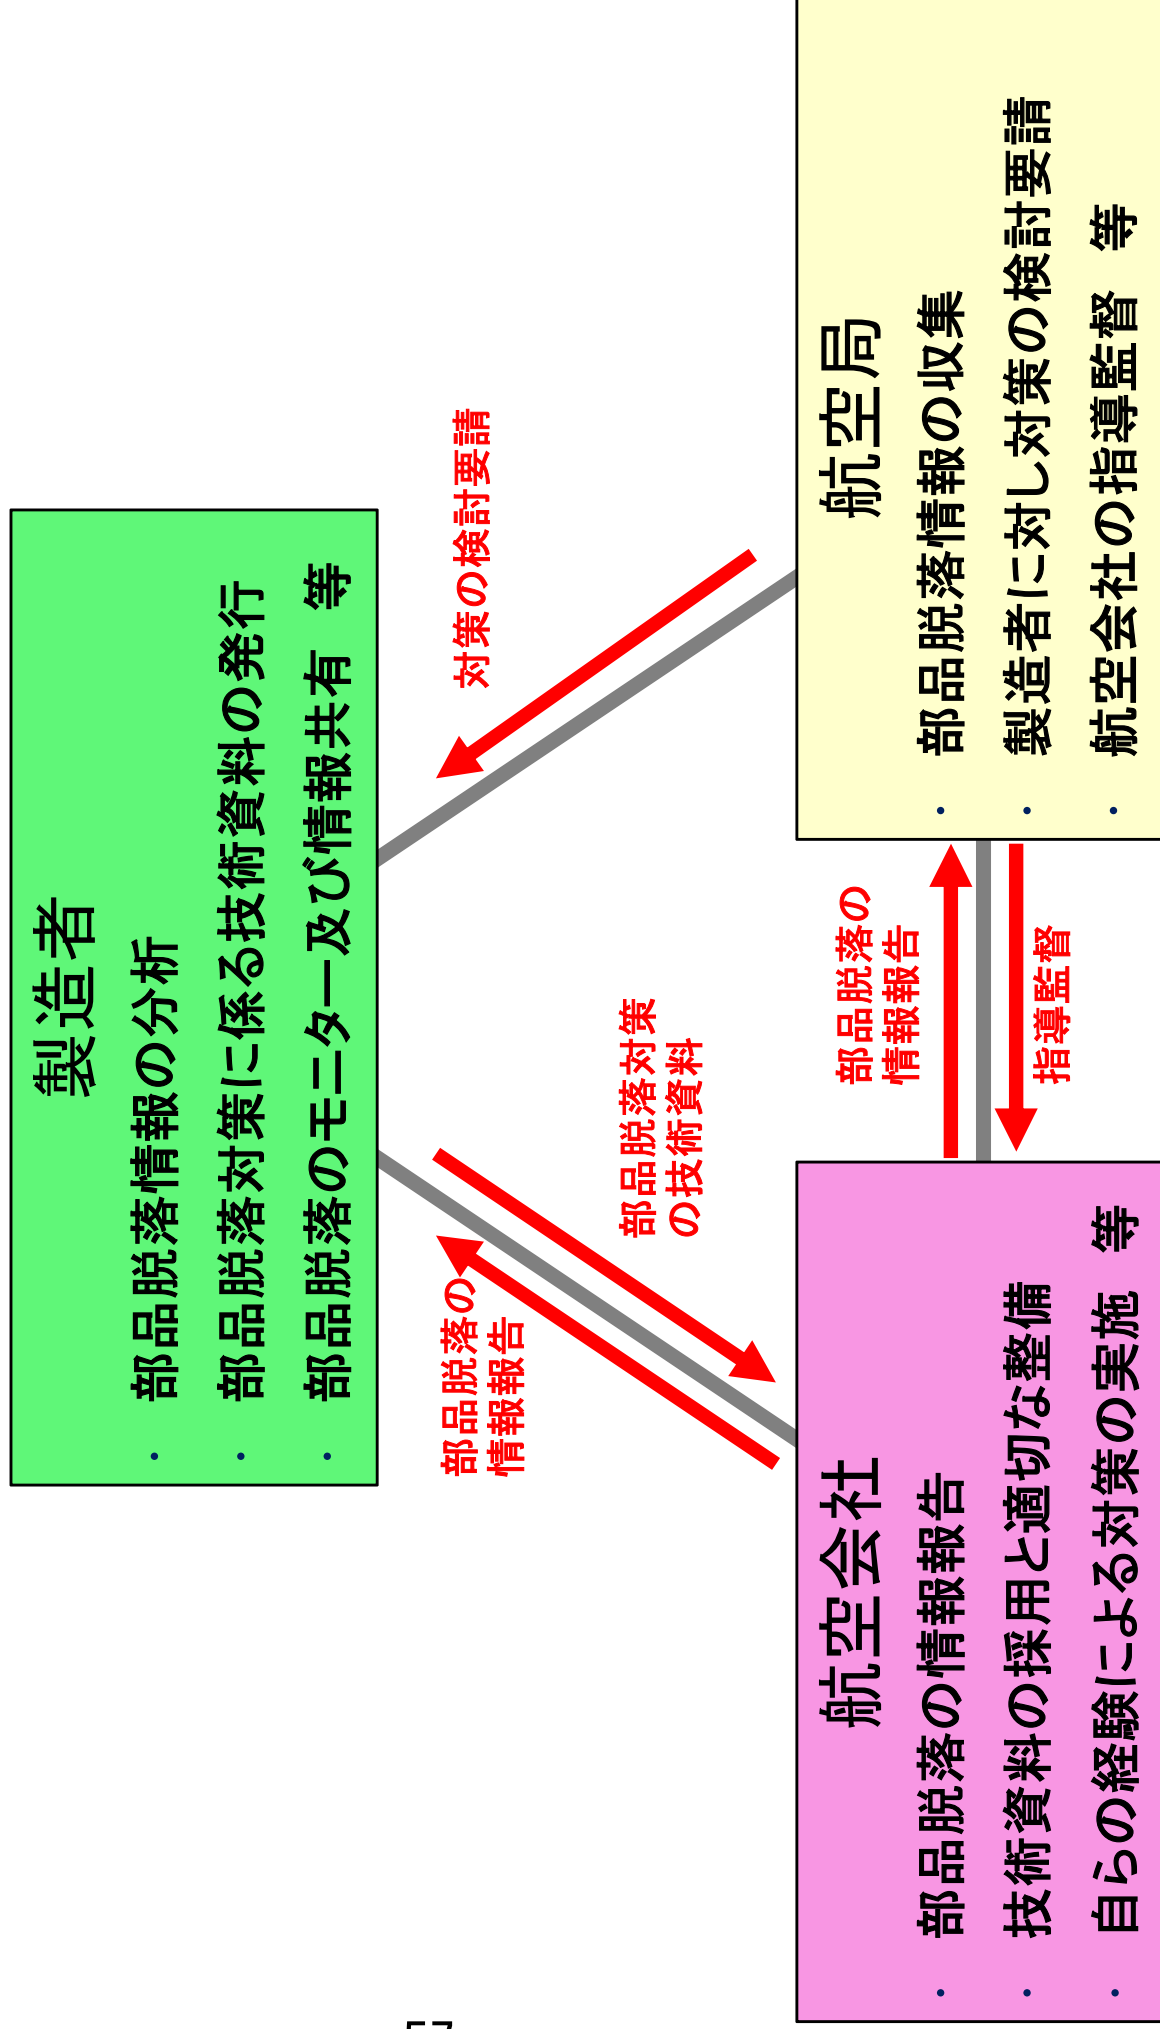 製造者
・ 部品脱落情報の分析
・ 部品脱落対策に係る技術資料の発行
・ 部品脱落のモニター及び情報共有 等
部品脱落の
情報報告
部品脱落対策
の技術資料
対策の検討要請
航空会社
・ 部品脱落の情報報告
・ 技術資料の採用と適切な整備
・ 自らの経験による対策の実施 等
部品脱落の
情報報告
指導監督
航空局
・ 部品脱落情報の収集
・ 製造者に対し対策の検討要請
・ 航空会社の指導監督 等